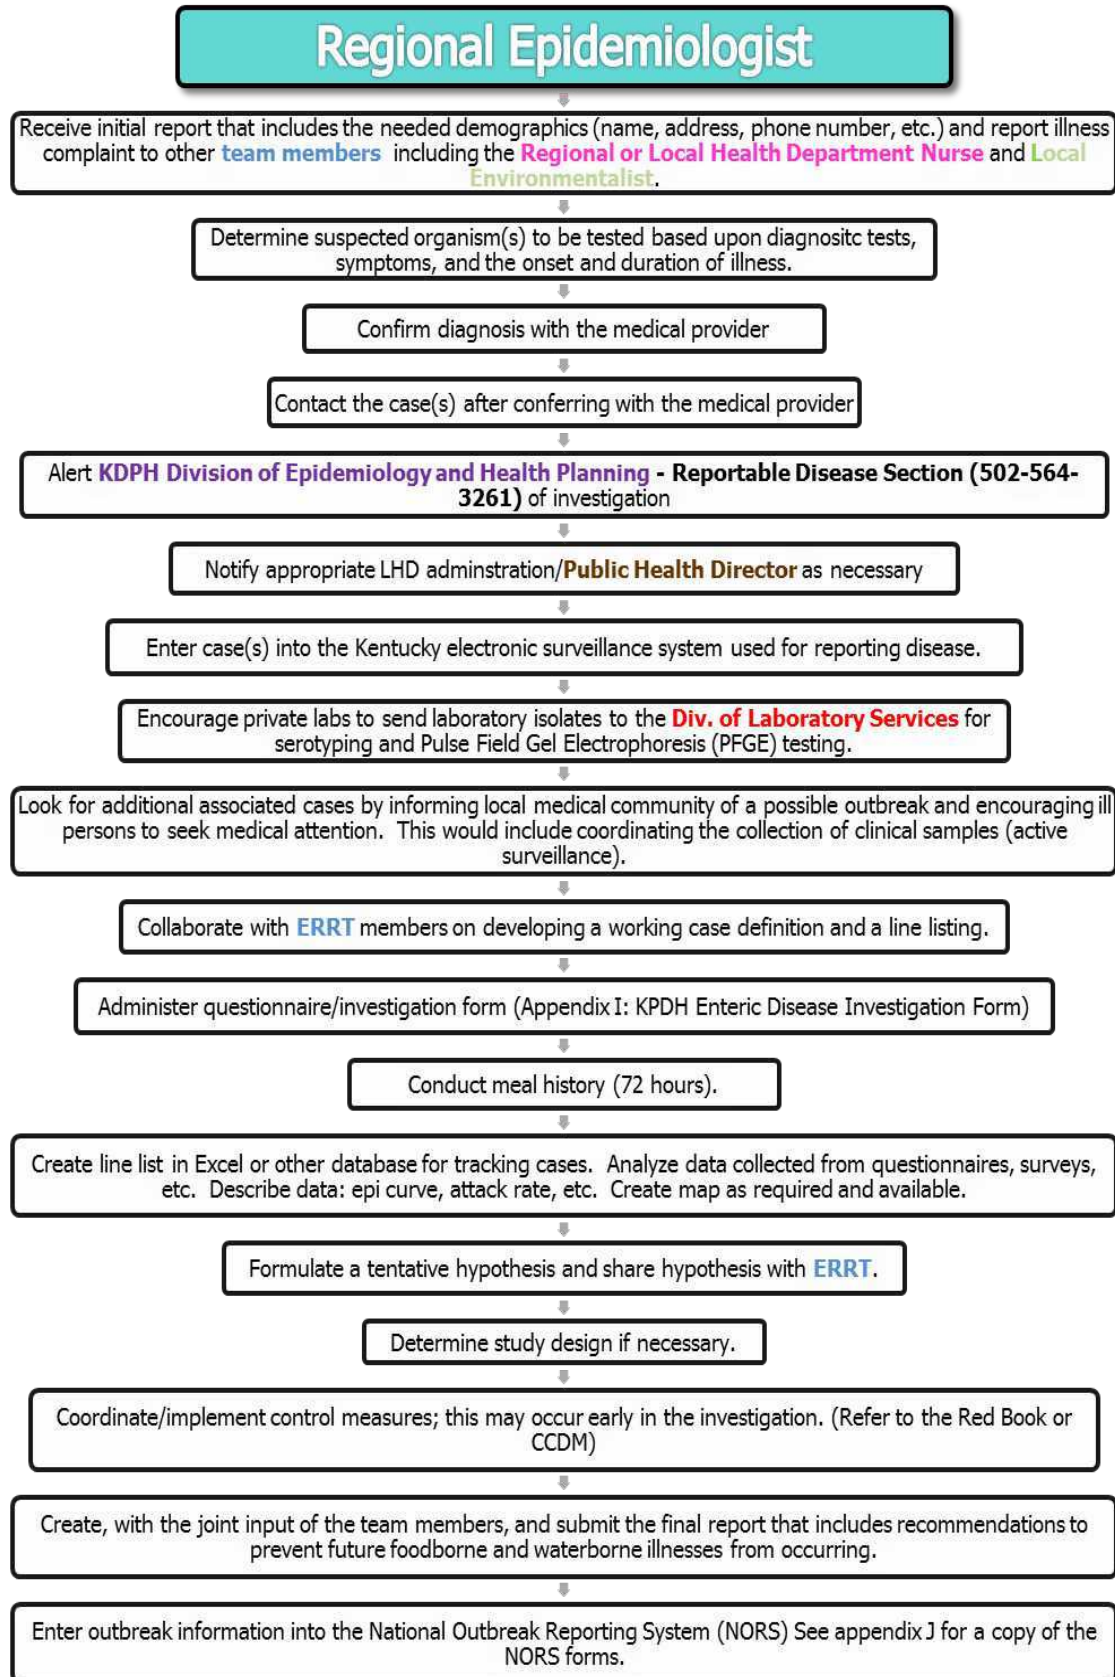 Regional Epidemiologist
Receive initial report that includes the needed demographics (name, address, phone number, etc.) and report illness
complaint to other team members including the Regional or Local Health Department Nurse and Local
Environmentalist.
Determine suspected organism(s) to be tested based upon diagnositc tests,
symptoms, and the onset and duration of illness.
Confirm diagnosis with the medical provider
Contact the case(s) after conferring with the medical provider
Alert KDPH Division of Epidemiology and Health Planning - Reportable Disease Section (502-564-
3261) of investigation
Notify appropriate LHD adminstration/Public Health Director as necessary
Enter case(s) into the Kentucky electronic surveillance system used for reporting disease.
Encourage private labs to send laboratory isolates to the Div. of Laboratory Services for
serotyping and Pulse Field Gel Electrophoresis (PFGE) testing.
Look for additional associated cases by informing local medical community of a possible outbreak and encouraging ill
persons to seek medical attention. This would include coordinating the collection of clinical samples (active
surveillance).
Collaborate with ERRT members on developing a working case definition and a line listing.
Administer questionnaire/investigation form (Appendix I: KPDH Enteric Disease Investigation Form)
Conduct meal history (72 hours).
Create line list in Excel or other database for tracking cases. Analyze data collected from questionnaires, surveys,
etc. Describe data: epi curve, attack rate, etc. Create map as required and available.
Formulate a tentative hypothesis and share hypothesis with ERRT.
Determine study design if necessary.
Coordinate/implement control measures; this may occur early in the investigation. (Refer to the Red Book or
CCDM)
Create, with the joint input of the team members, and submit the final report that includes recommendations to
prevent future foodborne and waterborne illnesses from occurring.
Enter outbreak information into the National Outbreak Reporting System (NORS) See appendix J for a copy of the
NORS forms.